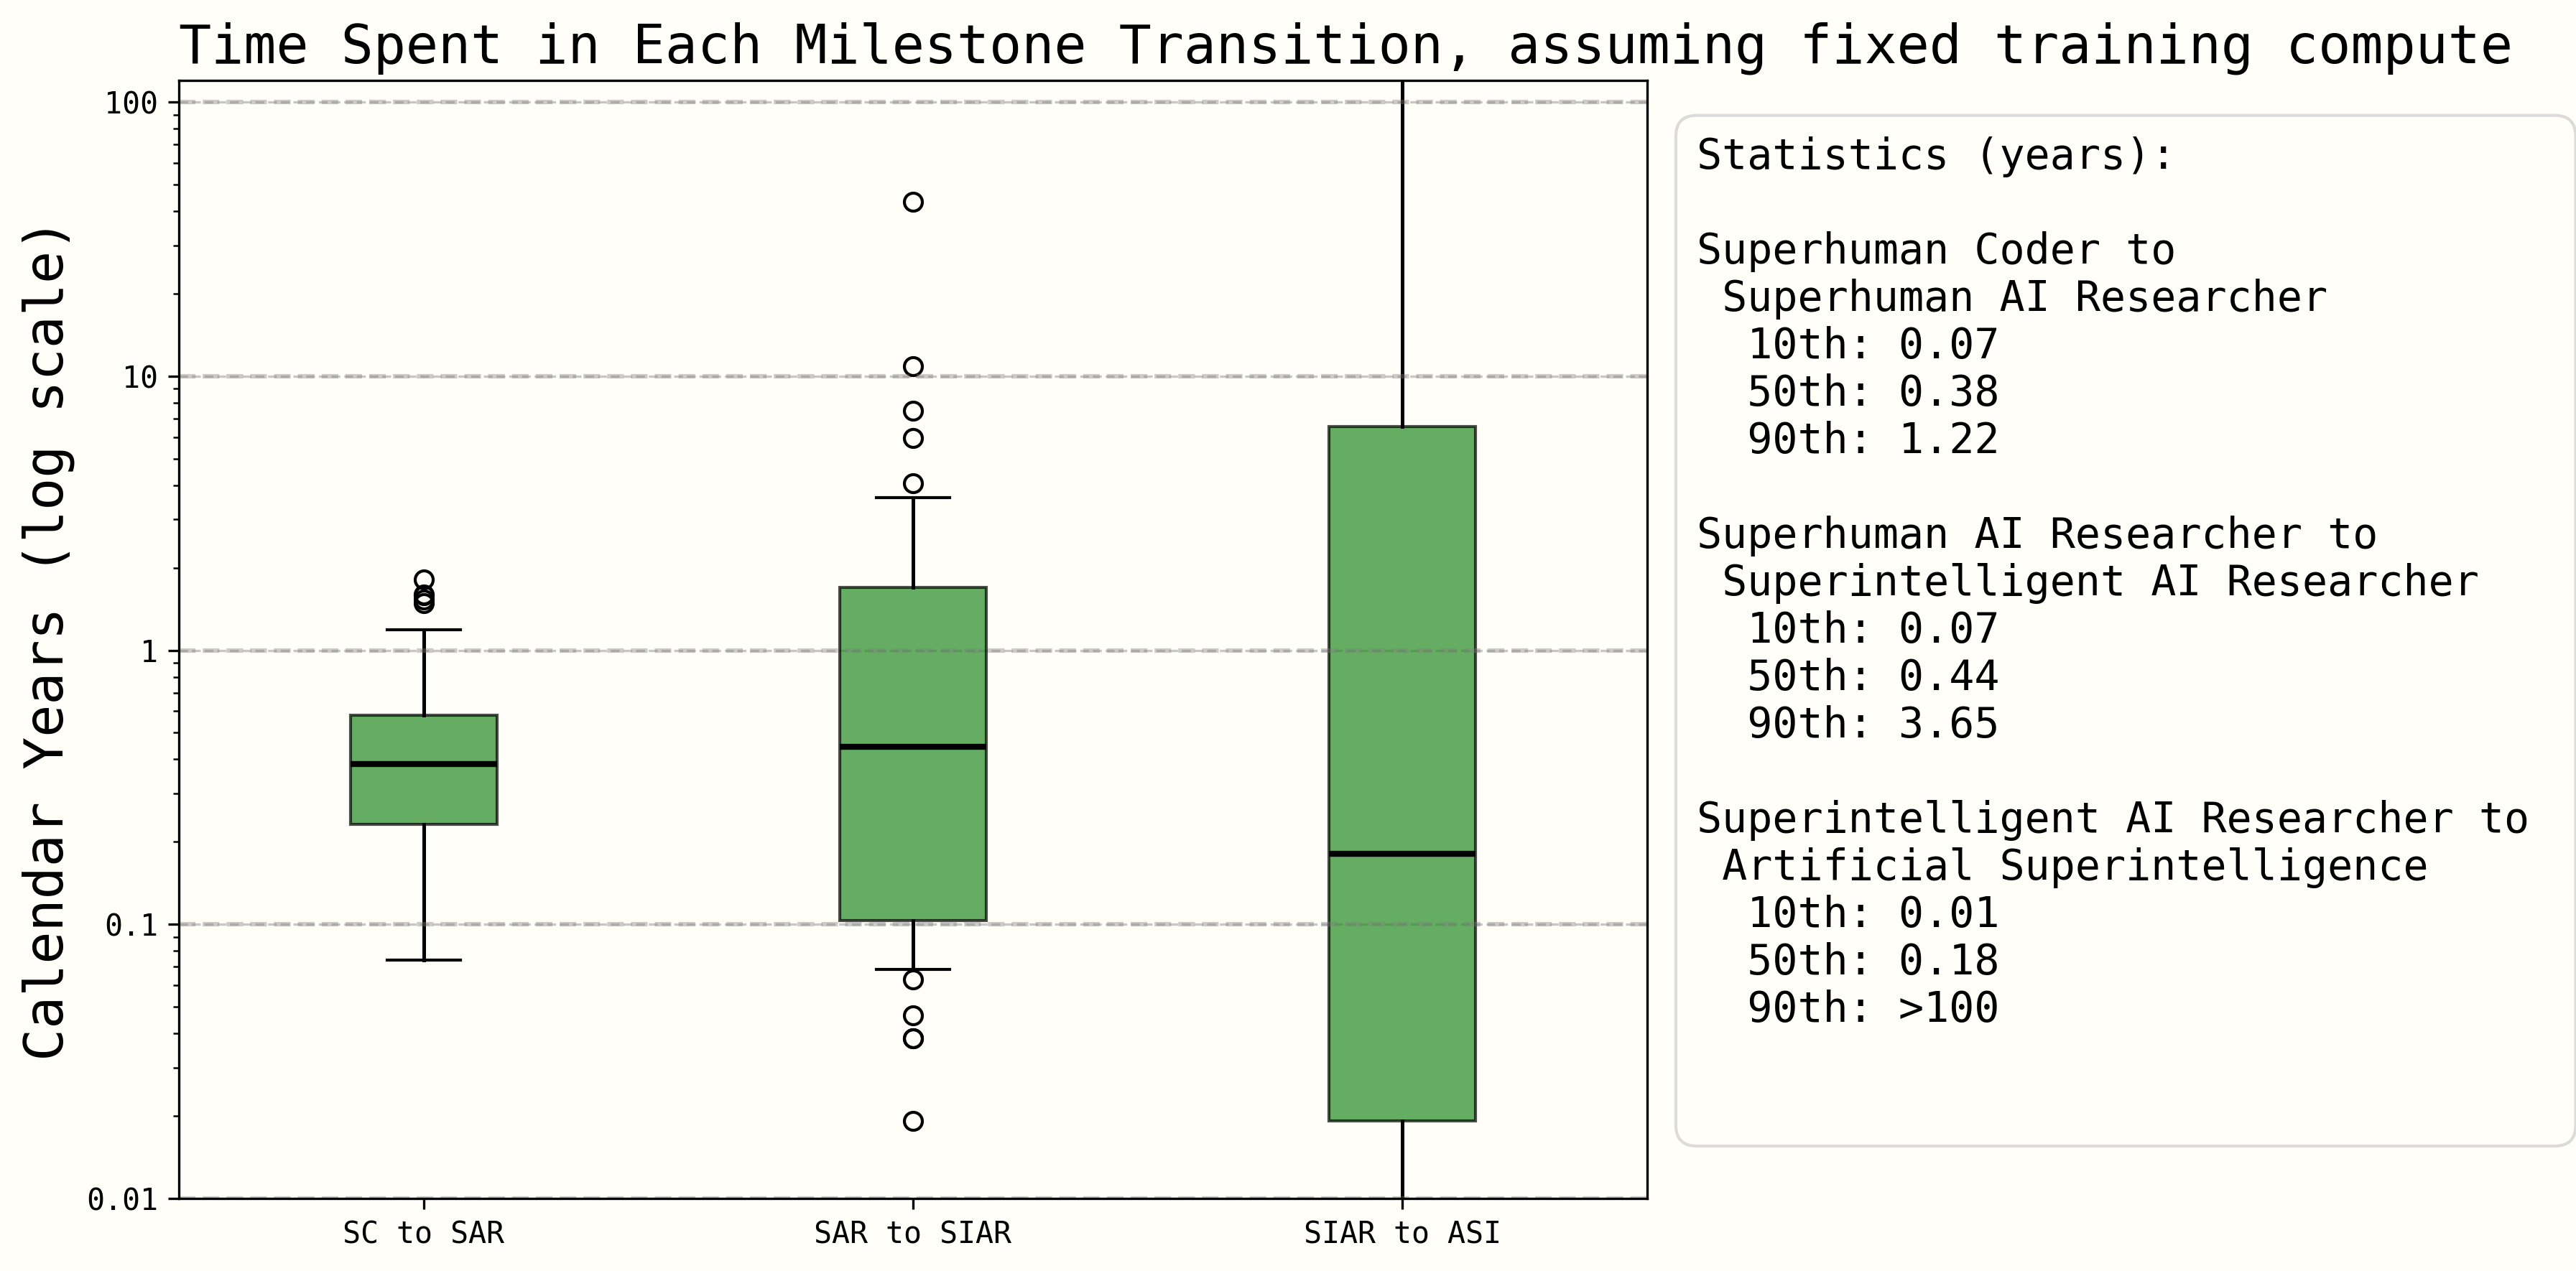 Time Spent in Each Milestone Transition, assuming fixed training compute
Calendar Years (log scale)
100
10
1
0.1
0.01
SC to SAR
SAR to SIAR
SIAR to ASI
Statistics (years):
Superhuman Coder to
Superhuman AI Researcher
10th: 0.07
50th: 0.38
90th: 1.22
Superhuman AI Researcher to
Superintelligent AI Researcher
10th: 0.07
50th: 0.44
90th: 3.65
Superintelligent AI Researcher to
Artificial Superintelligence
10th: 0.01
50th: 0.18
90th: >100